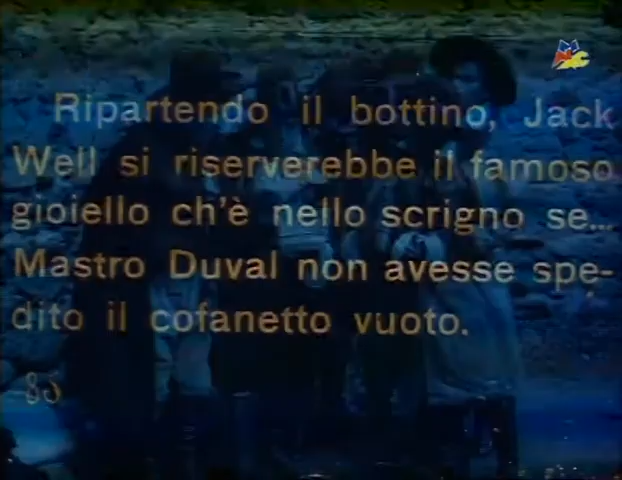 Ripartendo il bottino, Jack
Well si riserverebbe il famoso
gioiello ch'è nello scrigno se...
Mastro Duval non avesse spe-
dito il cofanetto vuoto.